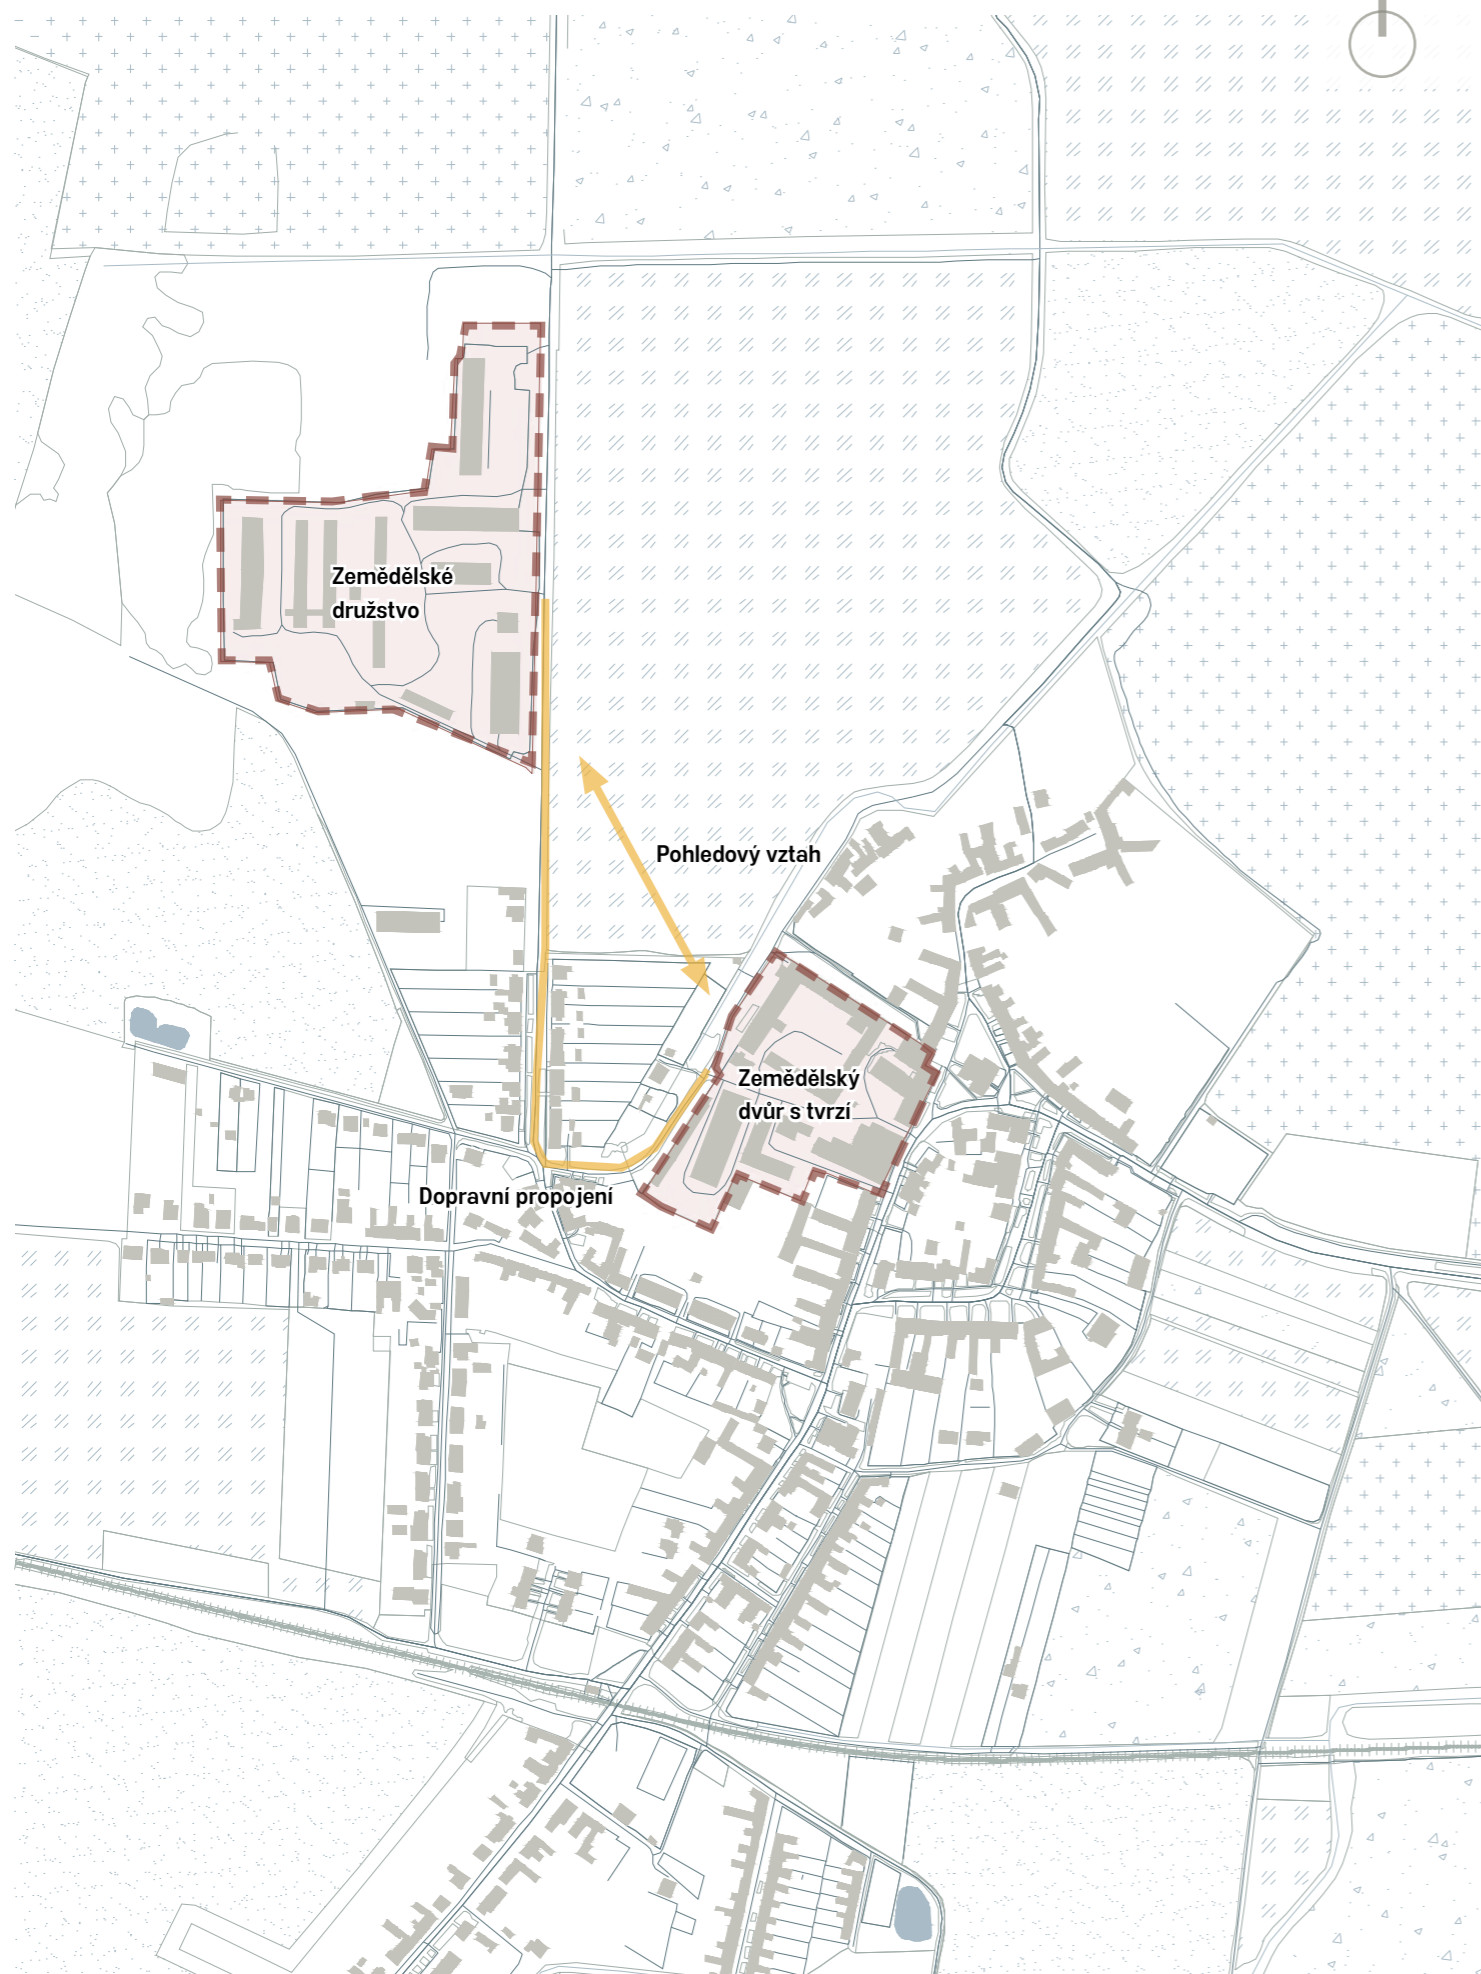 Zemědělské
družstvo
Pohledový vztah
Zemědělský
dvůr s tvrzí
Dopravní propojení